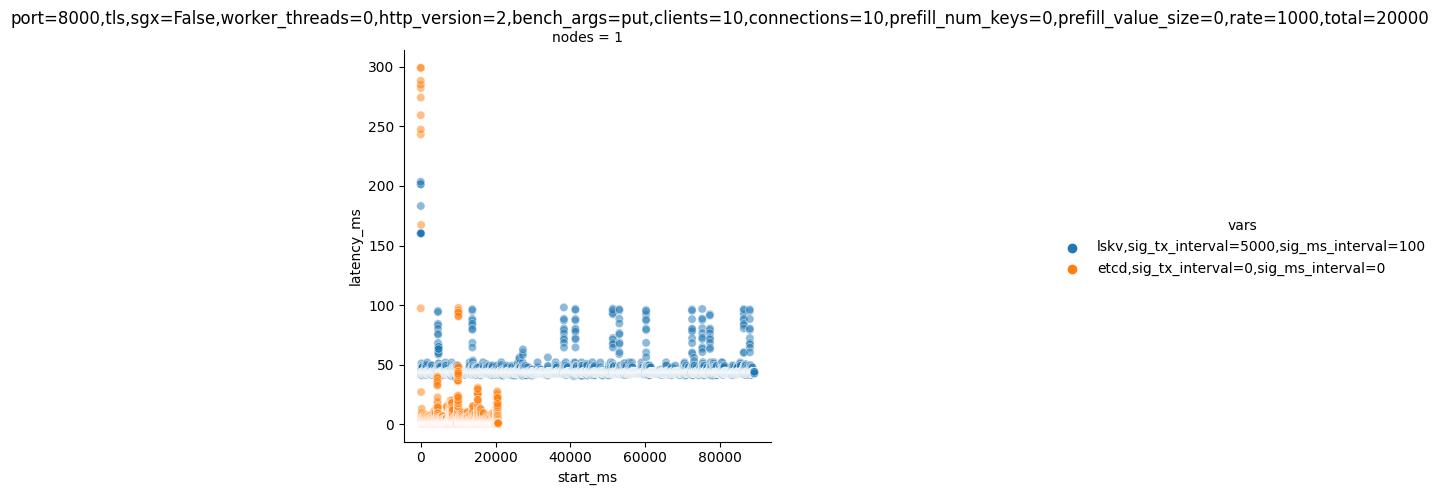 port=8000,tls,sgx=False,worker_threads=0,http_version=2,bench_args=put,clients=10,connections=10,prefill_num_keys=0,prefill_value_size=0,rate=1000,total=20000
nodes = 1
300
250
200
150
100
50
0
latency_ms
0
20000
40000
60000
80000
start_ms
vars
lskv,sig_tx_interval=5000,sig_ms_interval=100
etcd,sig_tx_interval=0,sig_ms_interval=0